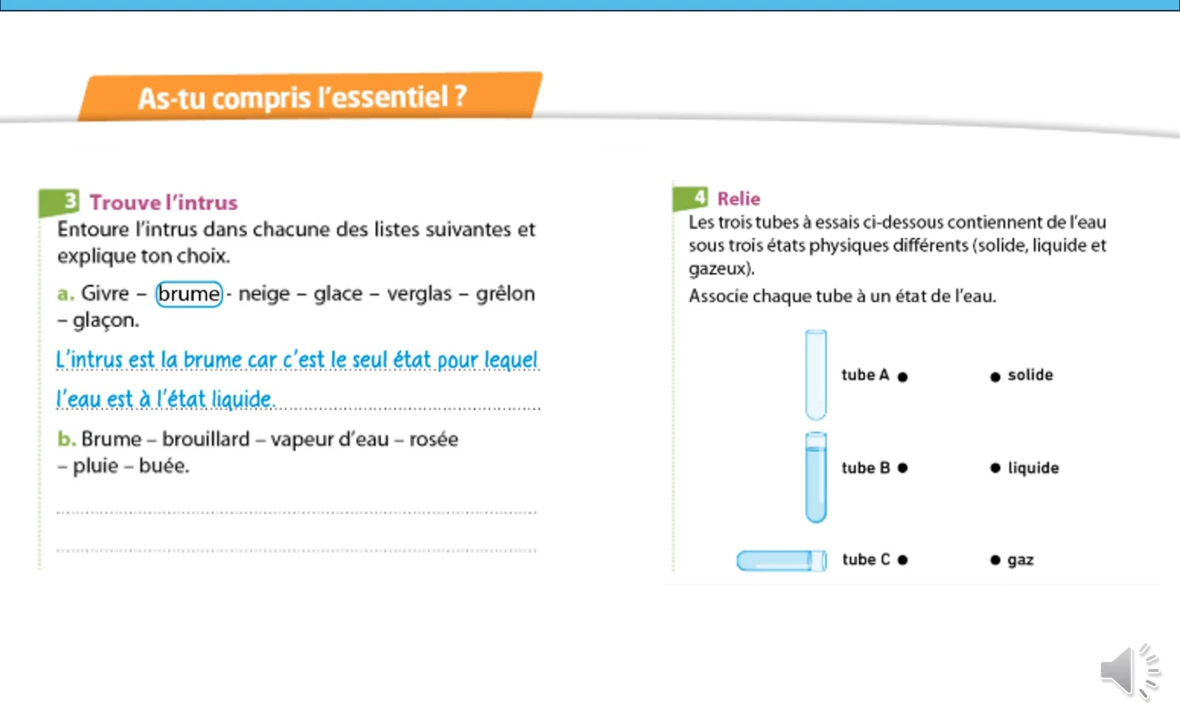 As-tu compris l'essentiel ?
3 Trouve l'intrus
Entoure l'intrus dans chacune des listes suivantes et
explique ton choix.
a. Givre – brume - neige – glace – verglas – grêlon
– glaçon.
L'intrus est la brume car c'est le seul état pour lequel
l'eau est à l'état liquide.
b. Brume – brouillard – vapeur d'eau – rosée
– pluie – buée.
4 Relie
Les trois tubes à essais ci-dessous contiennent de l'eau
sous trois états physiques différents (solide, liquide et
gazeux).
Associe chaque tube à un état de l'eau.
tube A ● ● solide
tube B ● ● liquide
tube C ● ● gaz